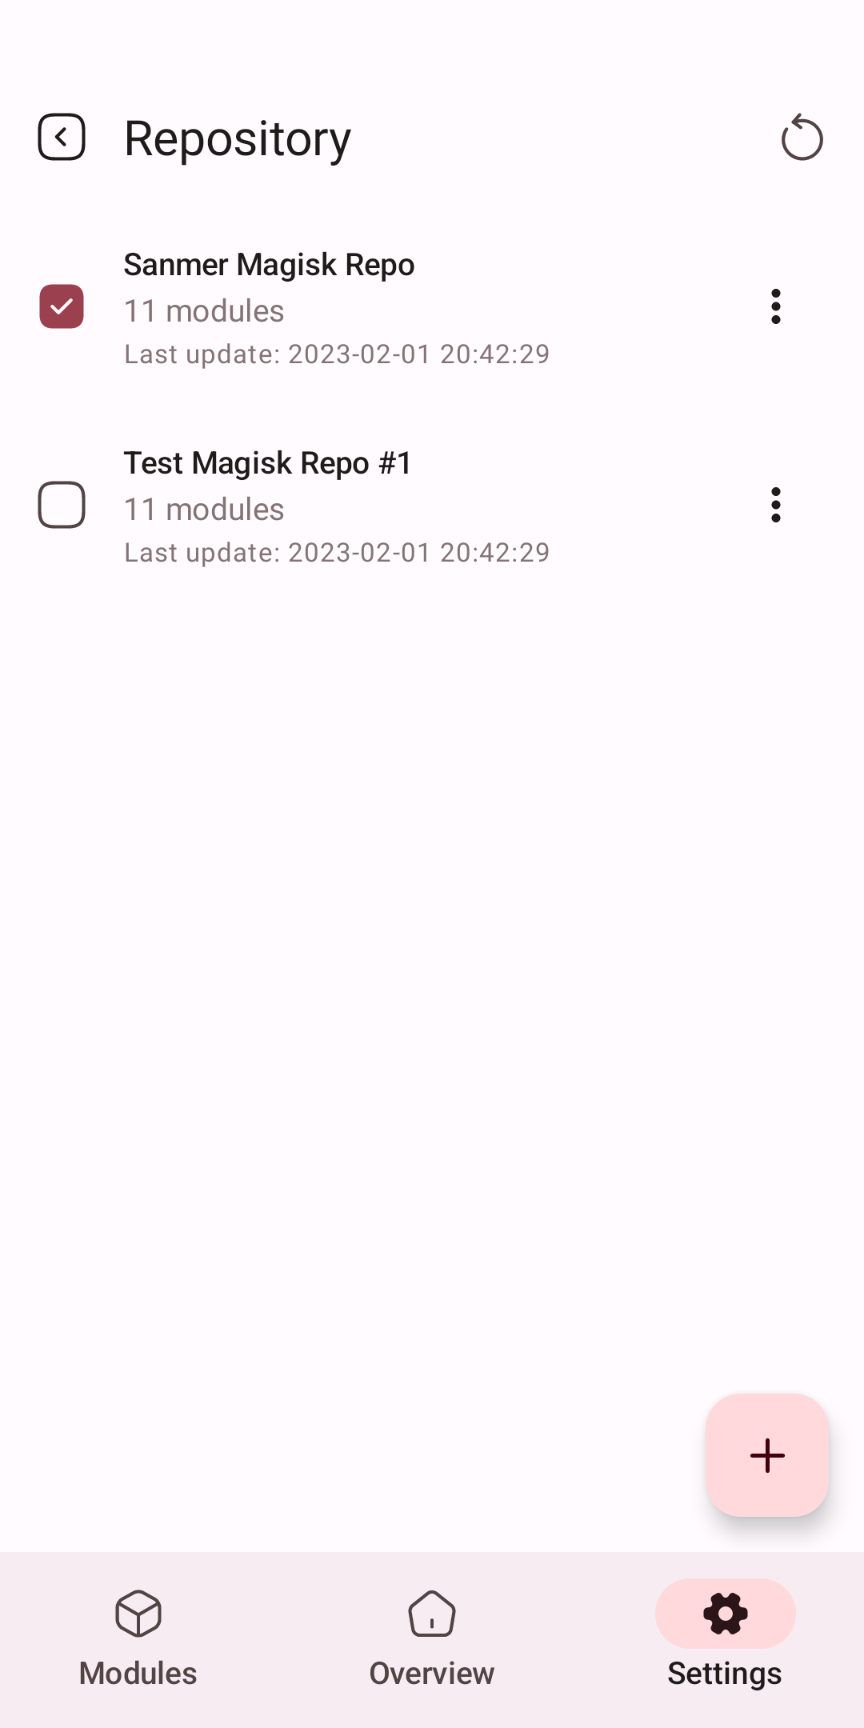 Repository
Sanmer Magisk Repo
11 modules
Last update: 2023-02-01 20:42:29
Test Magisk Repo #1
11 modules
Last update: 2023-02-01 20:42:29
Modules
Overview
Settings